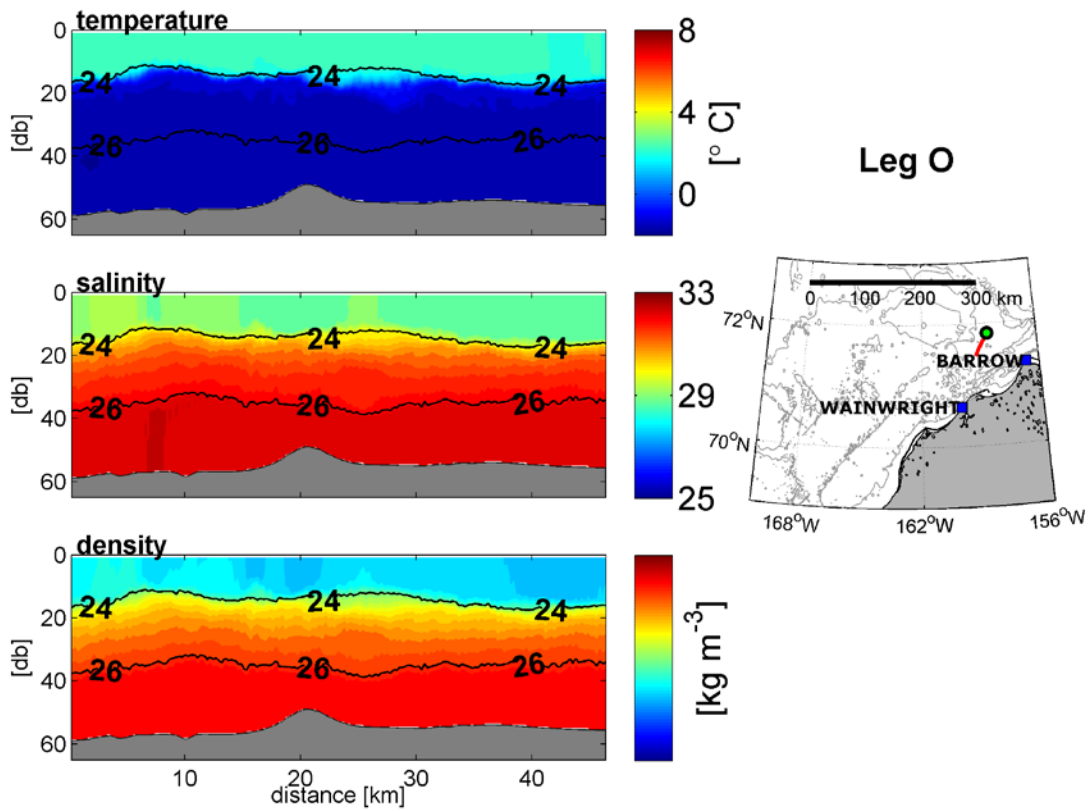 temperature
0
20
40
60
[db]
24
24
24
26
26
26
8
4
0
[° C]
salinity
0
20
40
60
[db]
24
24
24
26
26
26
33
29
25
density
0
20
40
60
[db]
24
24
24
26
26
26
10
20
30
40
distance [km]
[kg m⁻³]
Leg O
0 100 200 300 km
72°N
70°N
BARROW
WAINWRIGHT
168°W
162°W
156°W